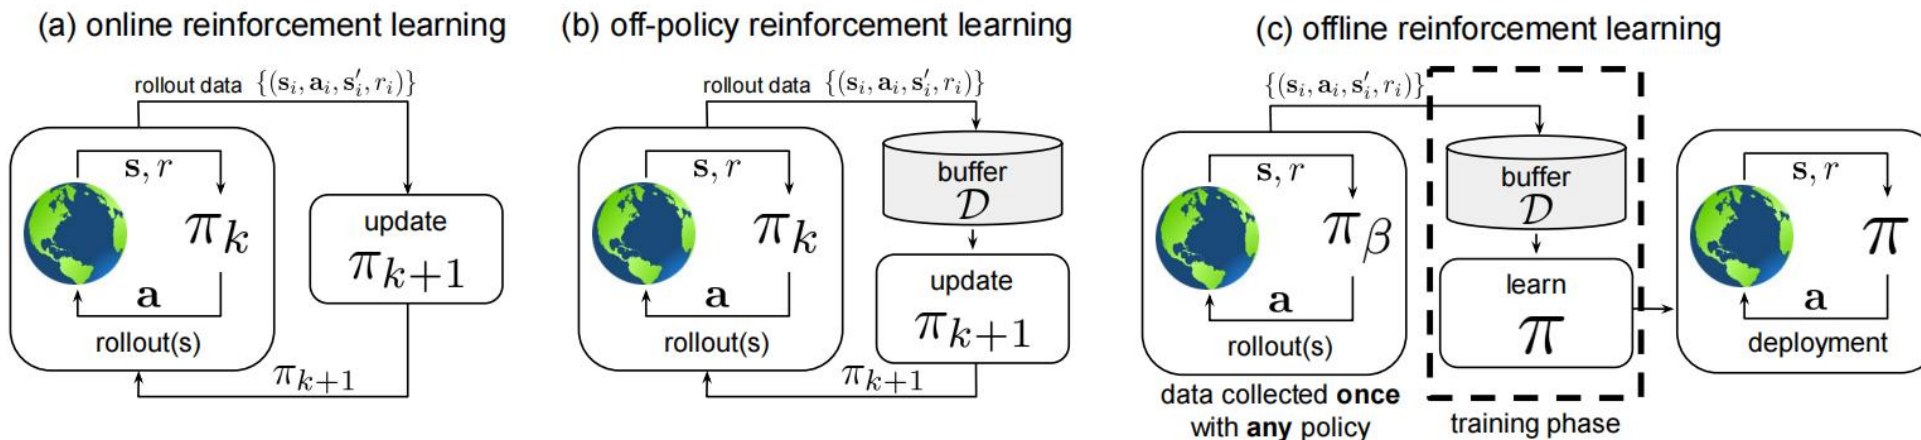 (a) online reinforcement learning
rollout data {(s_i, a_i, s'_i, r_i)}
s, r
π_k
a
rollout(s)
update
π_{k+1}
π_{k+1}
(b) off-policy reinforcement learning
rollout data {(s_i, a_i, s'_i, r_i)}
s, r
π_k
a
rollout(s)
buffer
D
update
π_{k+1}
π_{k+1}
(c) offline reinforcement learning
{(s_i, a_i, s'_i, r_i)}
s, r
π_β
a
rollout(s)
data collected once
with any policy
buffer
D
learn
π
training phase
s, r
π
a
deployment